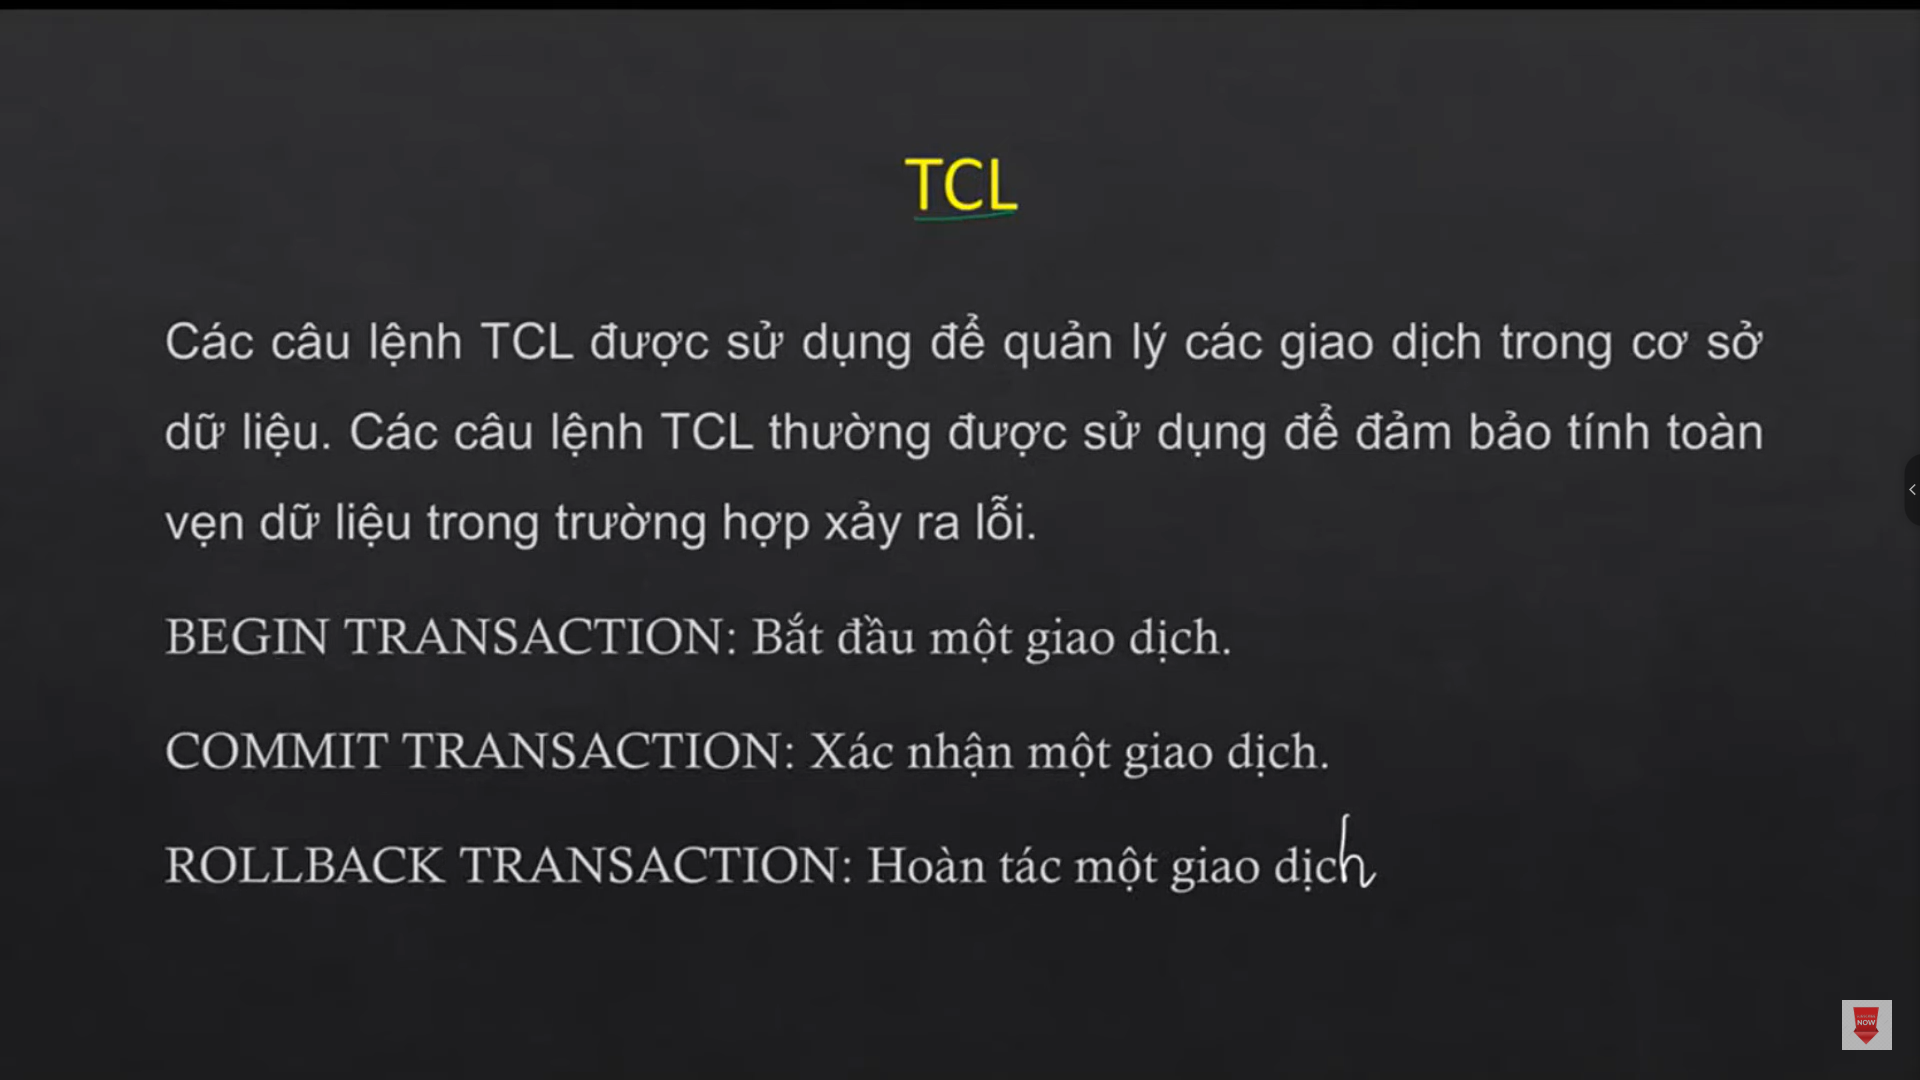 TCL
Các câu lệnh TCL được sử dụng để quản lý các giao dịch trong cơ sở
dữ liệu. Các câu lệnh TCL thường được sử dụng để đảm bảo tính toàn
vẹn dữ liệu trong trường hợp xảy ra lỗi.
BEGIN TRANSACTION: Bắt đầu một giao dịch.
COMMIT TRANSACTION: Xác nhận một giao dịch.
ROLLBACK TRANSACTION: Hoàn tác một giao dịch
NOW